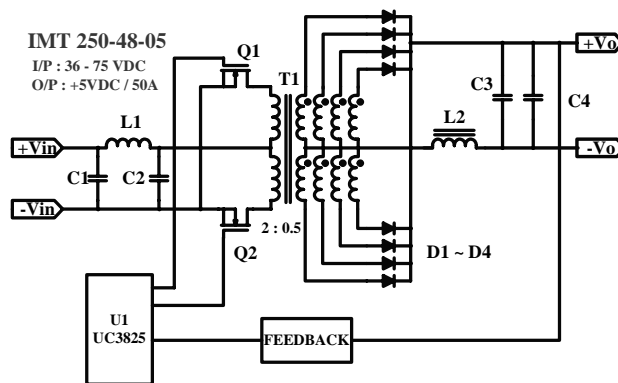 IMT 250-48-05
I/P : 36 - 75 VDC
O/P : +5VDC / 50A
Q1
T1
+Vo
C3
C4
L1
L2
+Vin
-Vo
C1
C2
-Vin
2 : 0.5
Q2
D1 ~ D4
U1
UC3825
FEEDBACK